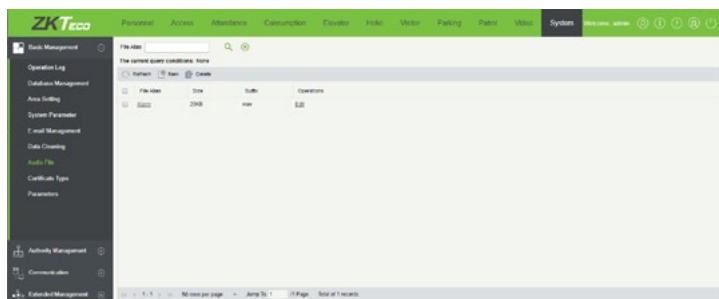 ZKTECO
Personnel Access Attendance Consumption Elevator Hotel Visitor Parking Patrol Video System Welcome, admin
Basic Management
Operation Log
Database Management
Area Setting
System Parameter
E-mail Management
Data Cleaning
Audio File
Certificate Type
Parameters
Authority Management
Communication
Extended Management
File Alias
The current query conditions: None
Refresh New Delete
File Alias Size Suffix Operations
Alarm wav Edit
1-1 50 rows per page Jump To 1 /1 Page Total of 1 records